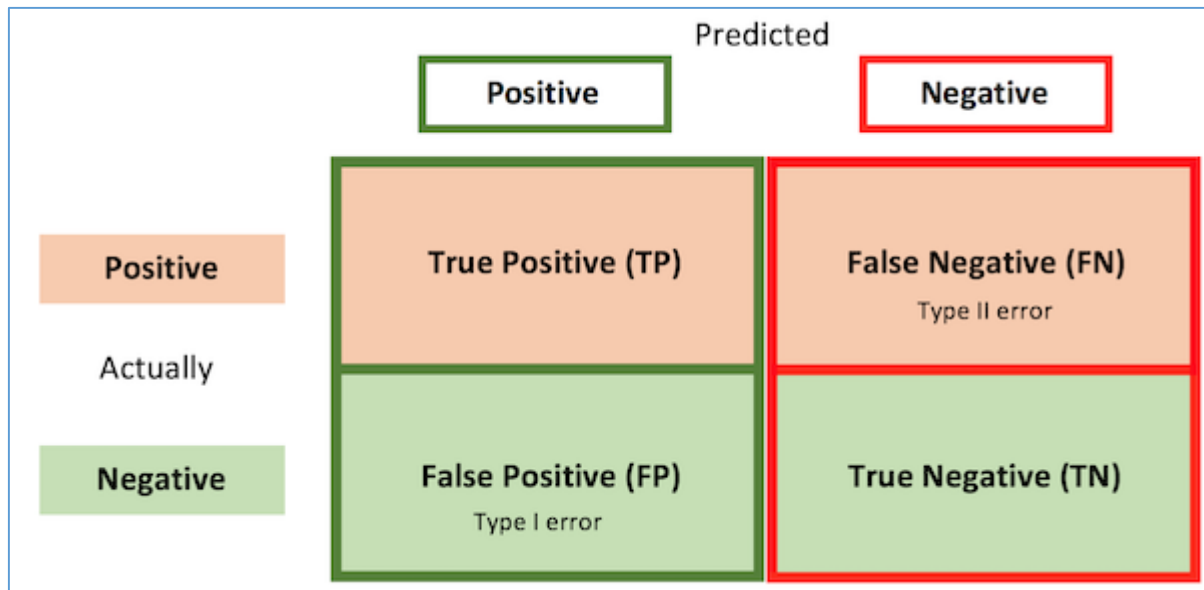 Predicted
Positive
Negative
Positive
True Positive (TP)
False Negative (FN)
Type II error
Actually
Negative
False Positive (FP)
True Negative (TN)
Type I error